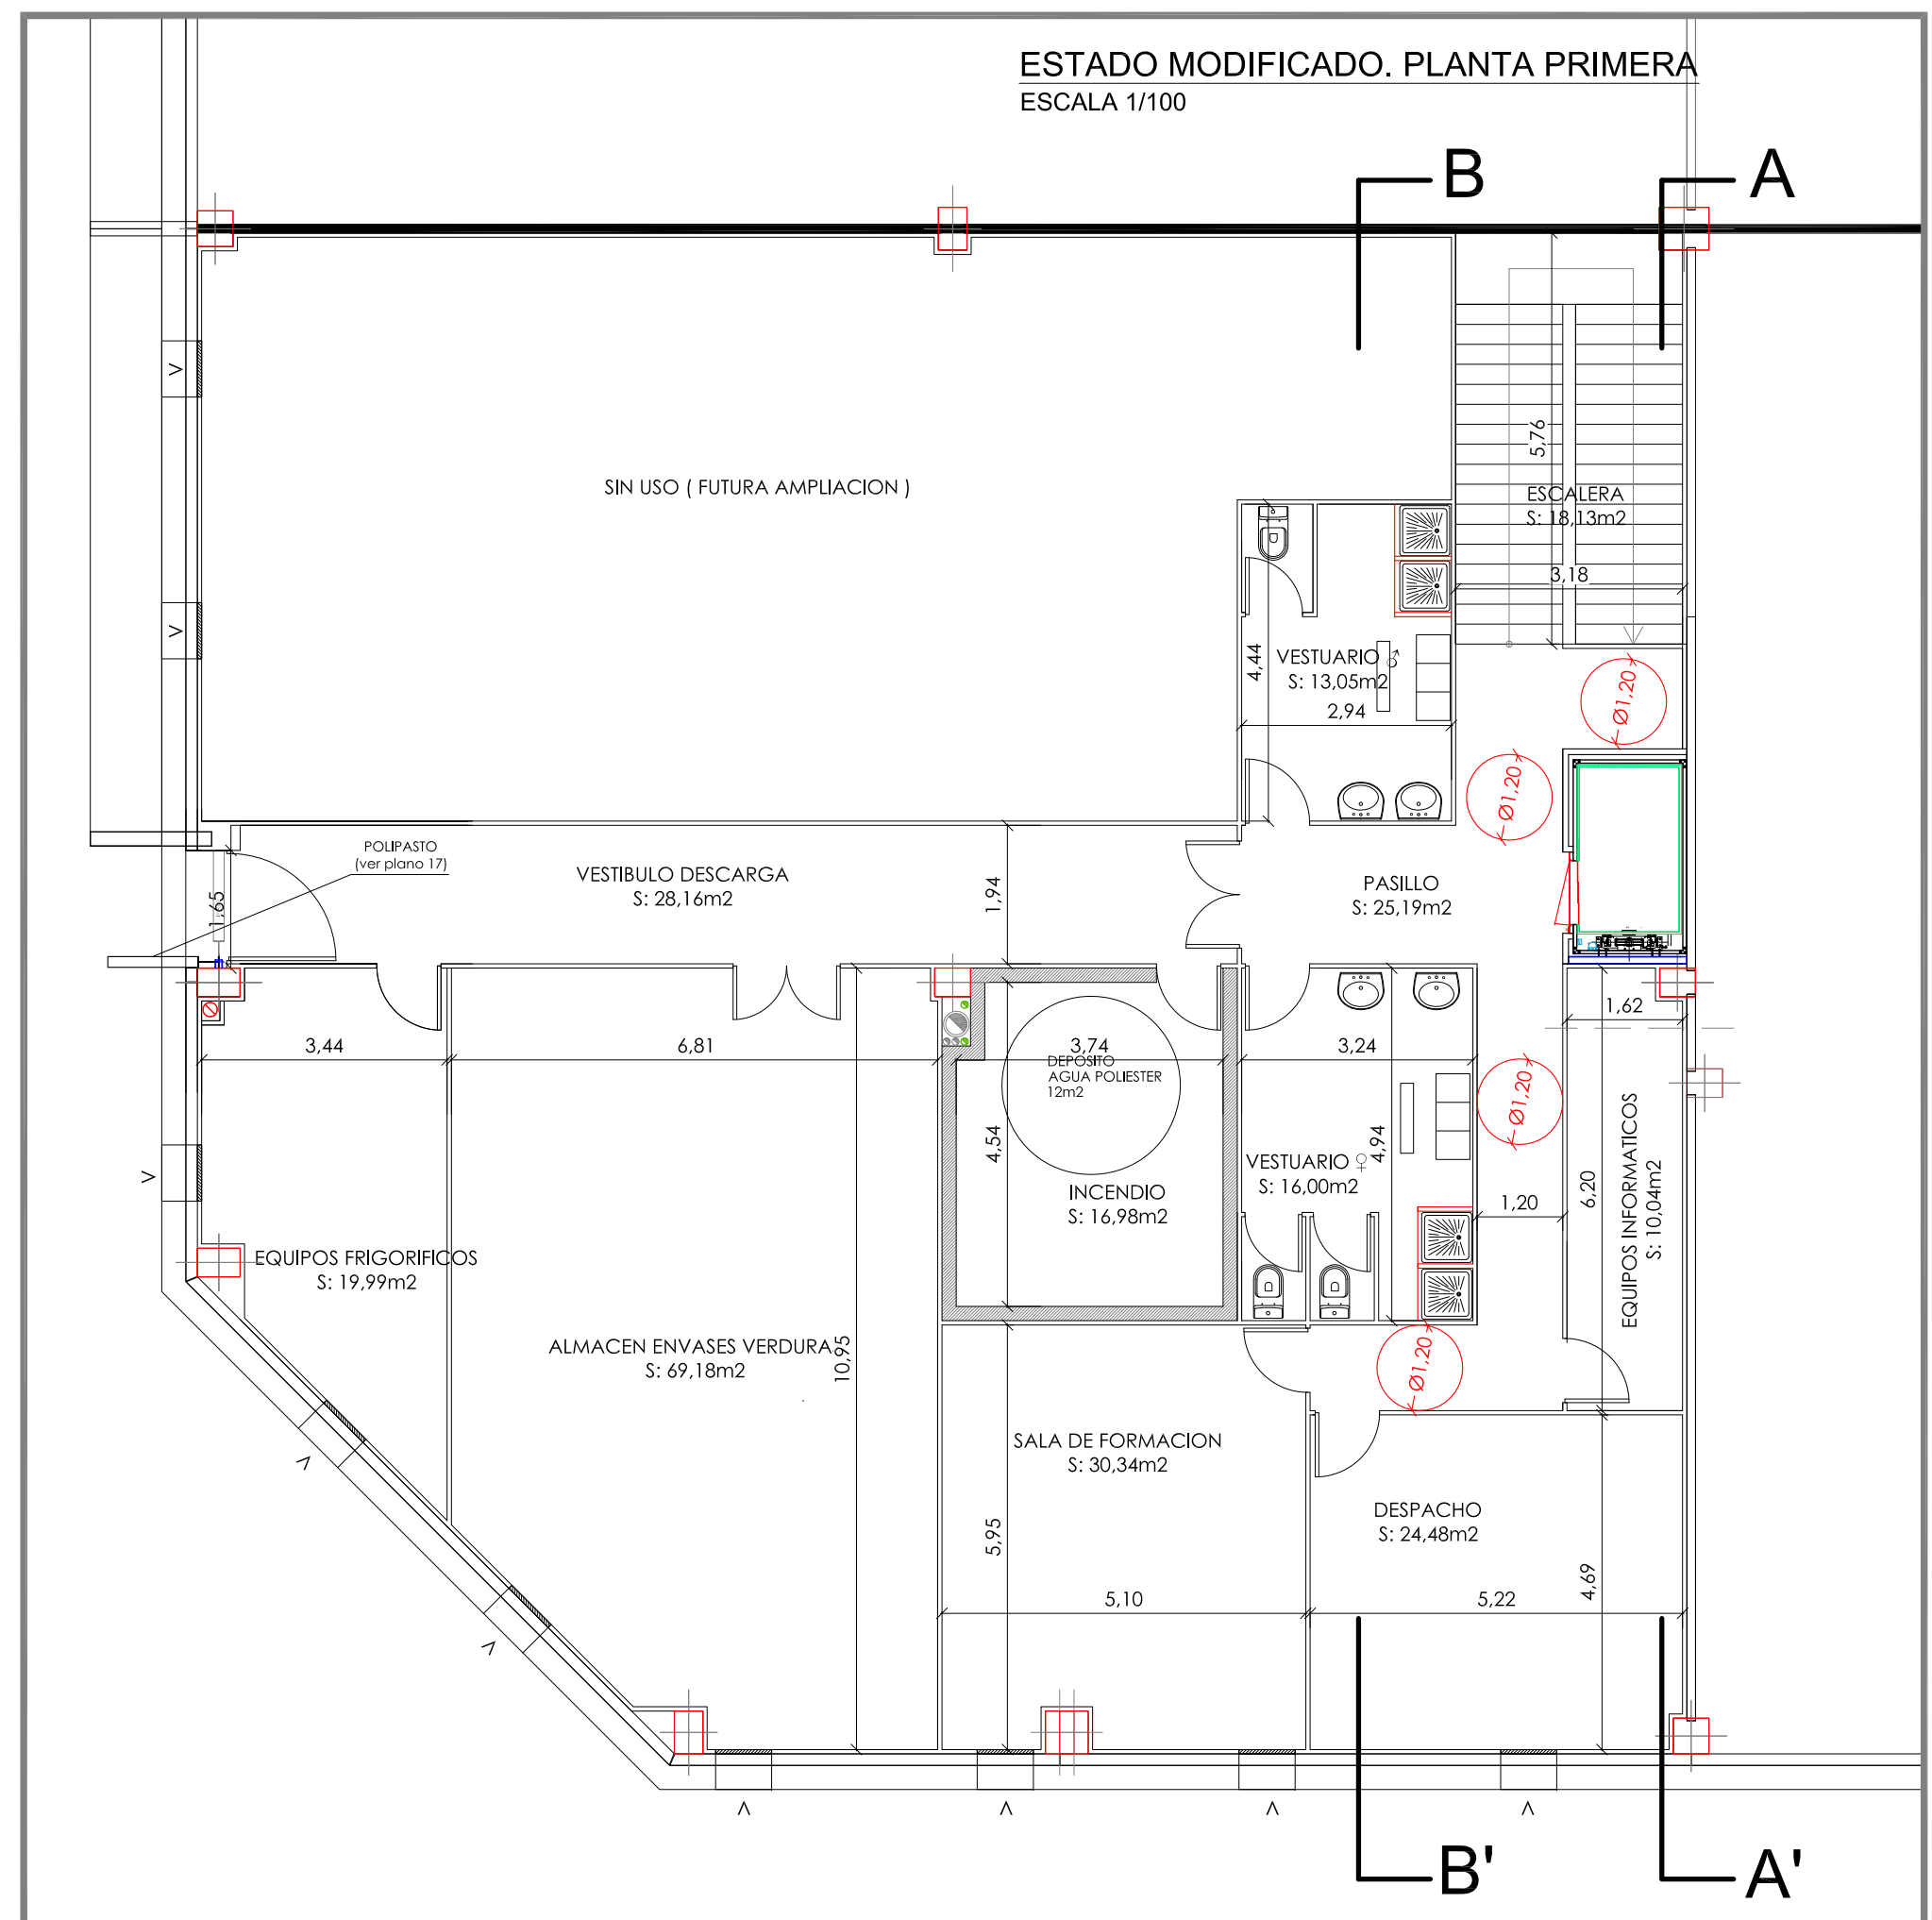 ESTADO MODIFICADO. PLANTA PRIMERA
ESCALA 1/100
B
A
5,76
SIN USO ( FUTURA AMPLIACION )
ESCALERA
S: 18,13m2
3,18
4,44
VESTUARIO ♂
S: 13,05m2
2,94
Ø1,20
Ø1,20
POLIPASTO
(ver plano 17)
1,65
VESTIBULO DESCARGA
S: 28,16m2
1,94
PASILLO
S: 25,19m2
3,44
6,81
3,74
3,24
1,62
DEPOSITO
AGUA POLIESTER
12m2
Ø1,20
4,54
4,94
VESTUARIO ♀
S: 16,00m2
INCENDIO
S: 16,98m2
1,20
6,20
EQUIPOS INFORMATICOS
S: 10,04m2
EQUIPOS FRIGORIFICOS
S: 19,99m2
ALMACEN ENVASES VERDURA
S: 69,18m2
10,95
Ø1,20
SALA DE FORMACION
S: 30,34m2
DESPACHO
S: 24,48m2
5,95
4,69
5,10
5,22
B'
A'